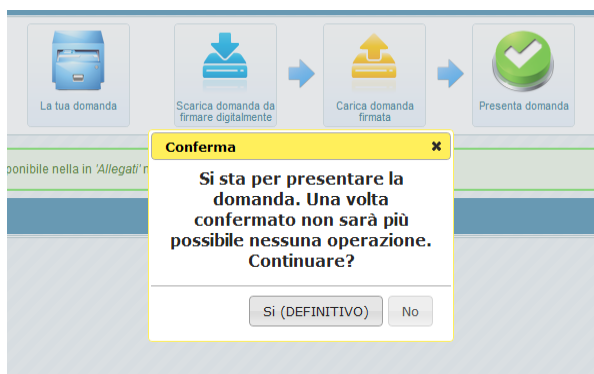 La tua domanda
Scarica domanda da
firmare digitalmente
Carica domanda
firmata
Presenta domanda
ponibile nella in 'Allegati'
Conferma
Si sta per presentare la
domanda. Una volta
confermato non sarà più
possibile nessuna operazione.
Continuare?
Si (DEFINITIVO)
No